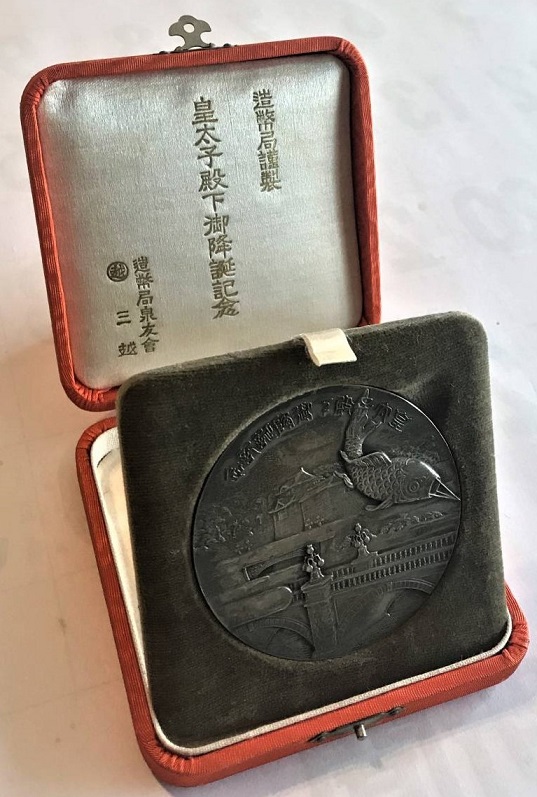 造幣局謹製
皇太子殿下御降誕記念
造幣局泉友會
越 三越
皇太子殿下御降誕記念